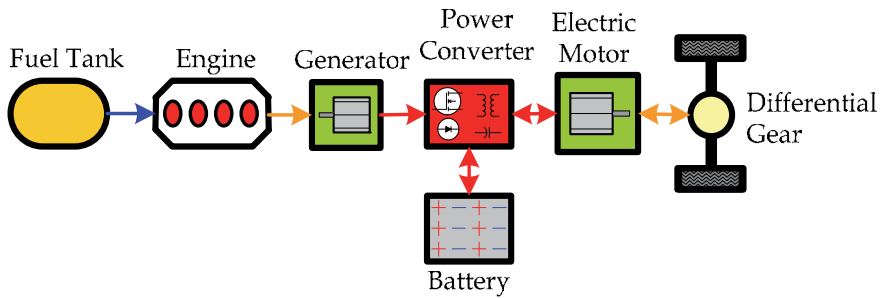 Fuel Tank
Engine
Generator
Power
Converter
Electric
Motor
Differential
Gear
Battery